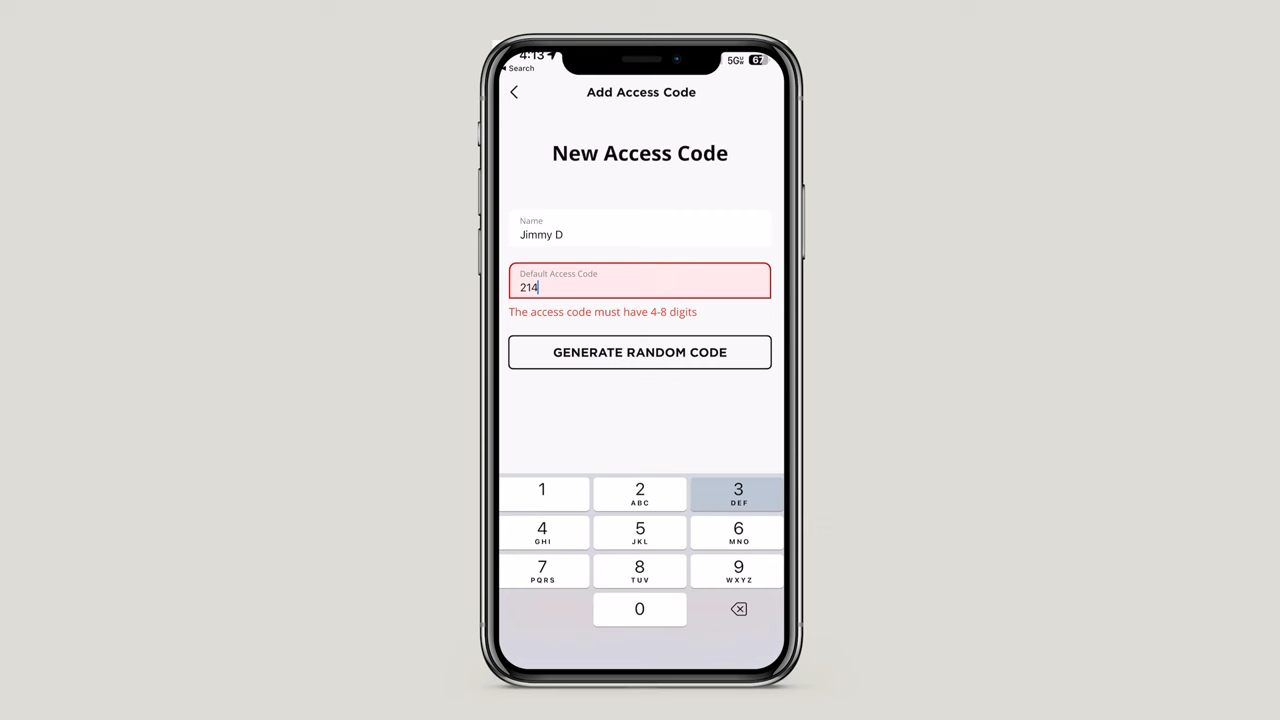 4:13
5G
67
Search
Add Access Code
New Access Code
Name
Jimmy D
Default Access Code
214
The access code must have 4-8 digits
GENERATE RANDOM CODE
1
2
ABC
3
DEF
4
GHI
5
JKL
6
MNO
7
PQRS
8
TUV
9
WXYZ
0